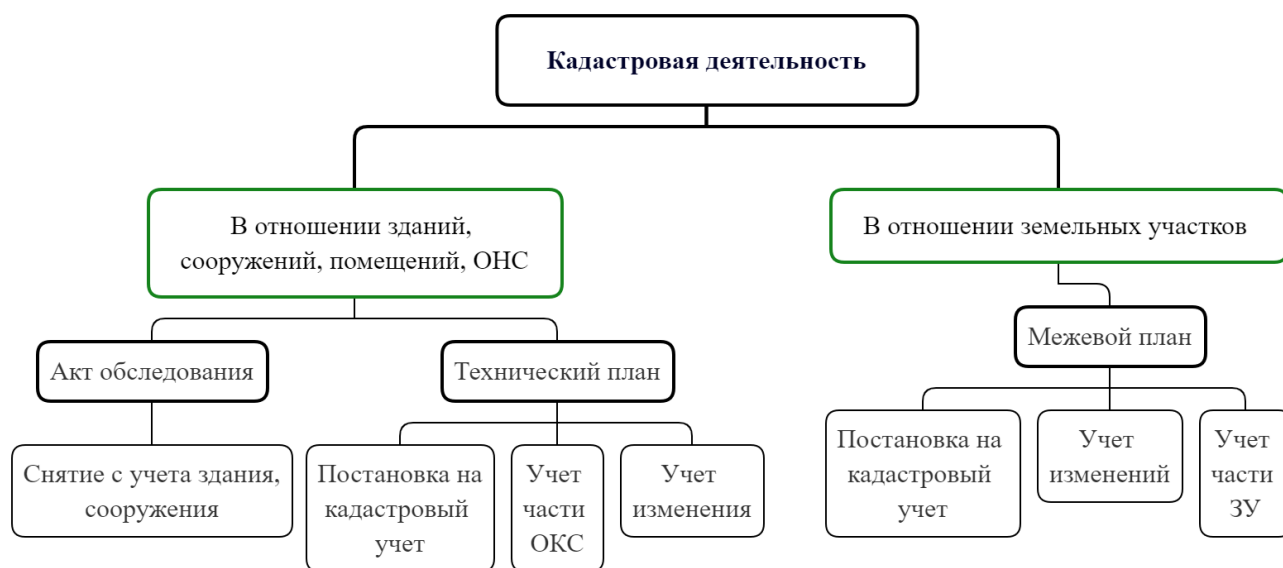 Кадастровая деятельность
В отношении зданий,
сооружений, помещений, ОНС
В отношении земельных участков
Акт обследования
Технический план
Межевой план
Снятие с учета здания,
сооружения
Постановка на
кадастровый
учет
Учет
части
ОКС
Учет
изменения
Постановка на
кадастровый
учет
Учет
изменений
Учет
части
ЗУ